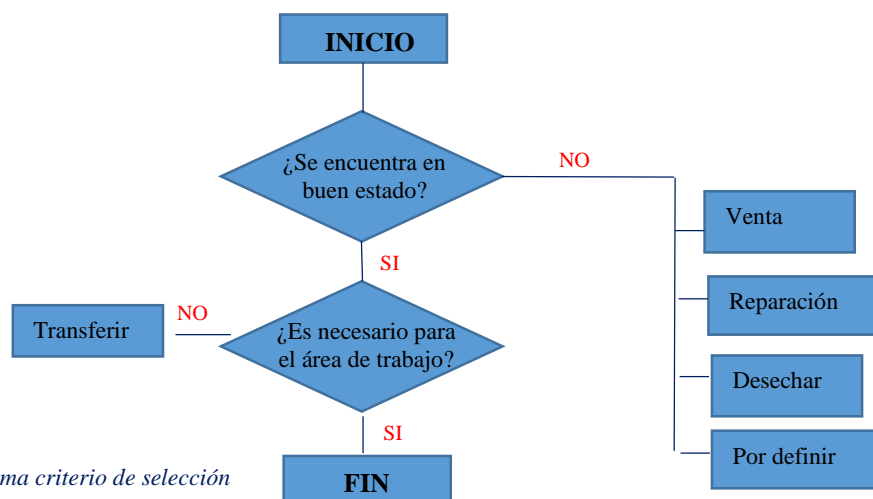 INICIO
¿Se encuentra en
buen estado?
NO
Venta
SI
Reparación
NO
Transferir
¿Es necesario para
el área de trabajo?
Desechar
SI
Por definir
criterio de selección
FIN